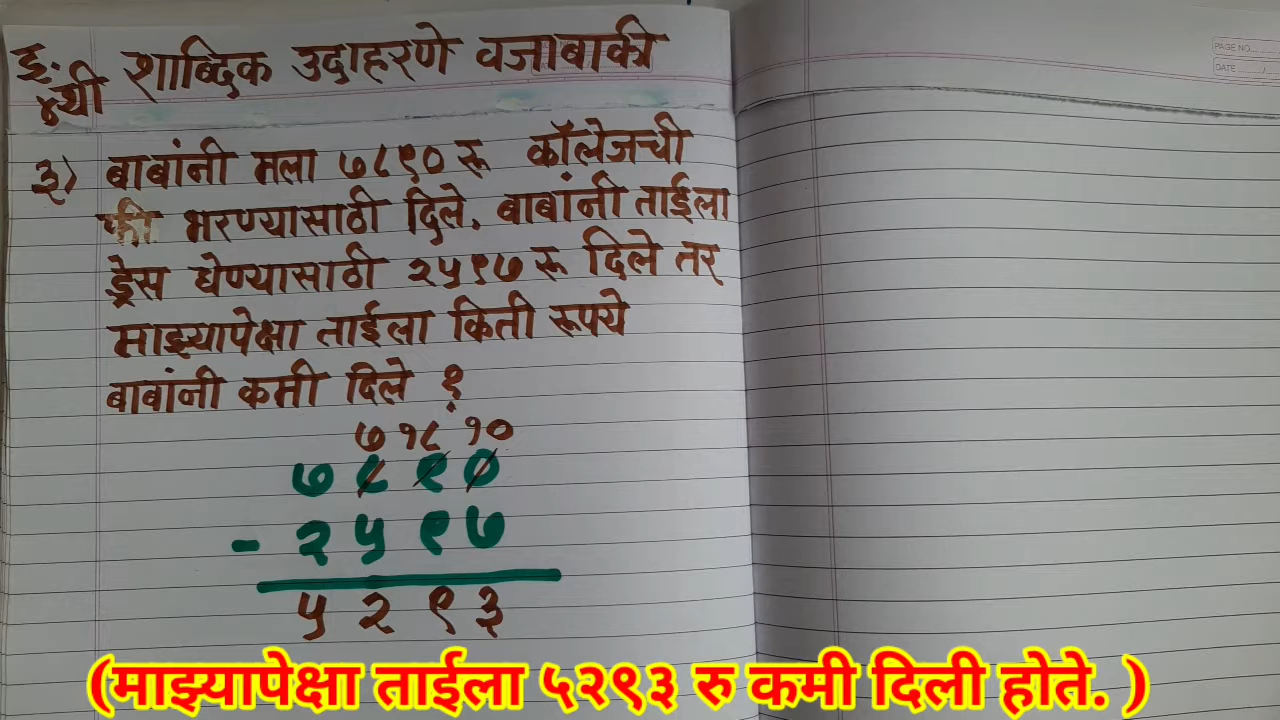 इ. शाब्दिक उदाहरणे वजाबाकी
४थी
३) बाबांनी मला ७८९० रू कॉलेजची
फी भरण्यासाठी दिले. बाबांनी ताईला
ड्रेस घेण्यासाठी २५९७ रू दिले तर
माझ्यापेक्षा ताईला किती रूपये
बाबांनी कमी दिले ?
७ १८ १०
७ ८ ९ ०
- २ ५ ९ ७
५ २ ९ ३
(माझ्यापेक्षा ताईला ५२९३ रु कमी दिली होते. )
PAGE NO.
DATE